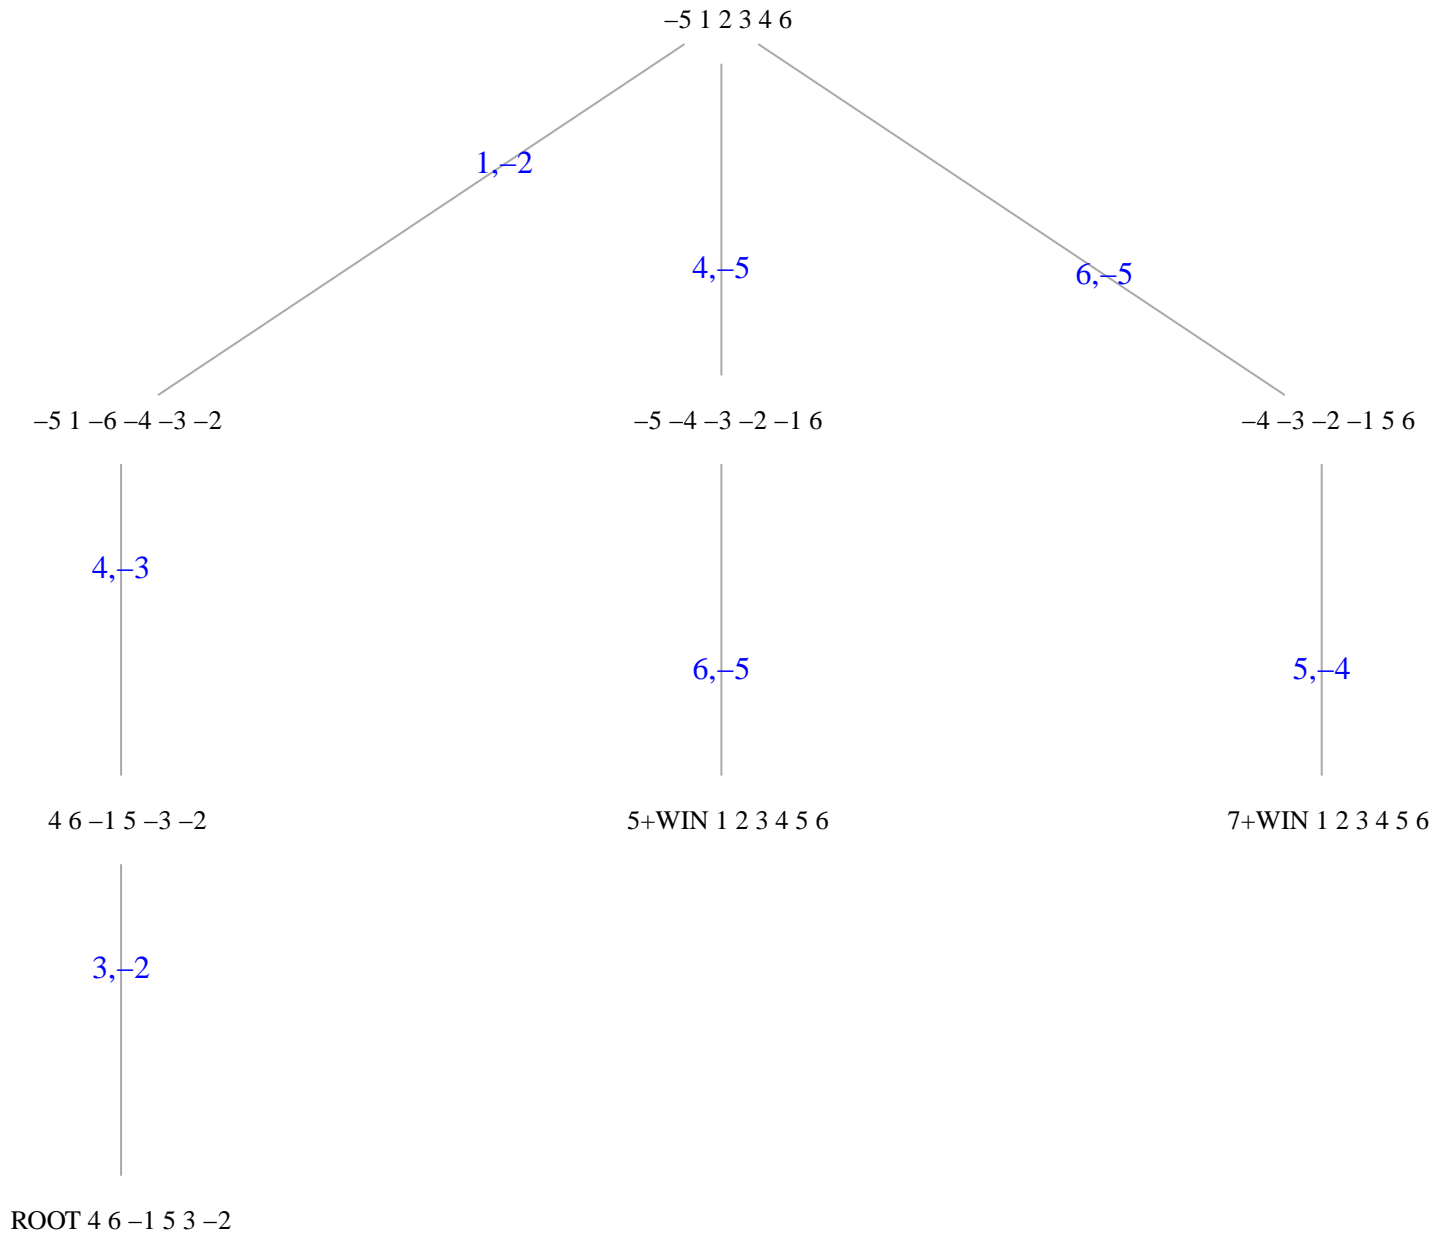 –5 1 2 3 4 6
1,–2
4,–5
6,–5
–5 1 –6 –4 –3 –2
–5 –4 –3 –2 –1 6
–4 –3 –2 –1 5 6
4,–3
6,–5
5,–4
4 6 –1 5 –3 –2
5+WIN 1 2 3 4 5 6
7+WIN 1 2 3 4 5 6
3,–2
ROOT 4 6 –1 5 3 –2